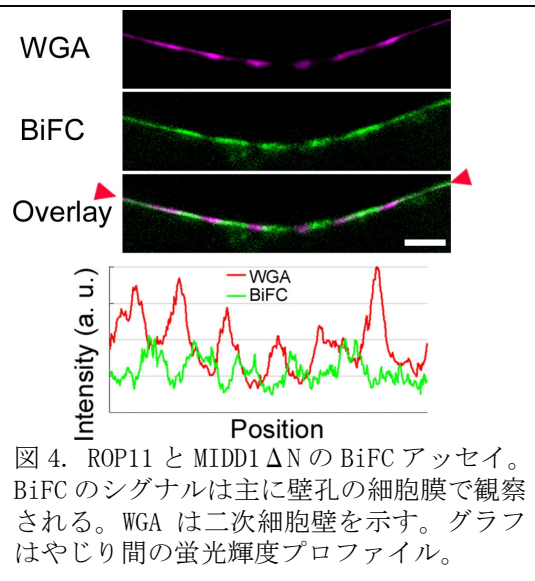 WGA
BiFC
Overlay
Intensity (a. u.)
WGA
BiFC
Position
図 4. ROP11 と MIDD1ΔN の BiFC アッセイ。
BiFC のシグナルは主に壁孔の細胞膜で観察
される。WGA は二次細胞壁を示す。グラフ
はやじり間の蛍光輝度プロファイル。